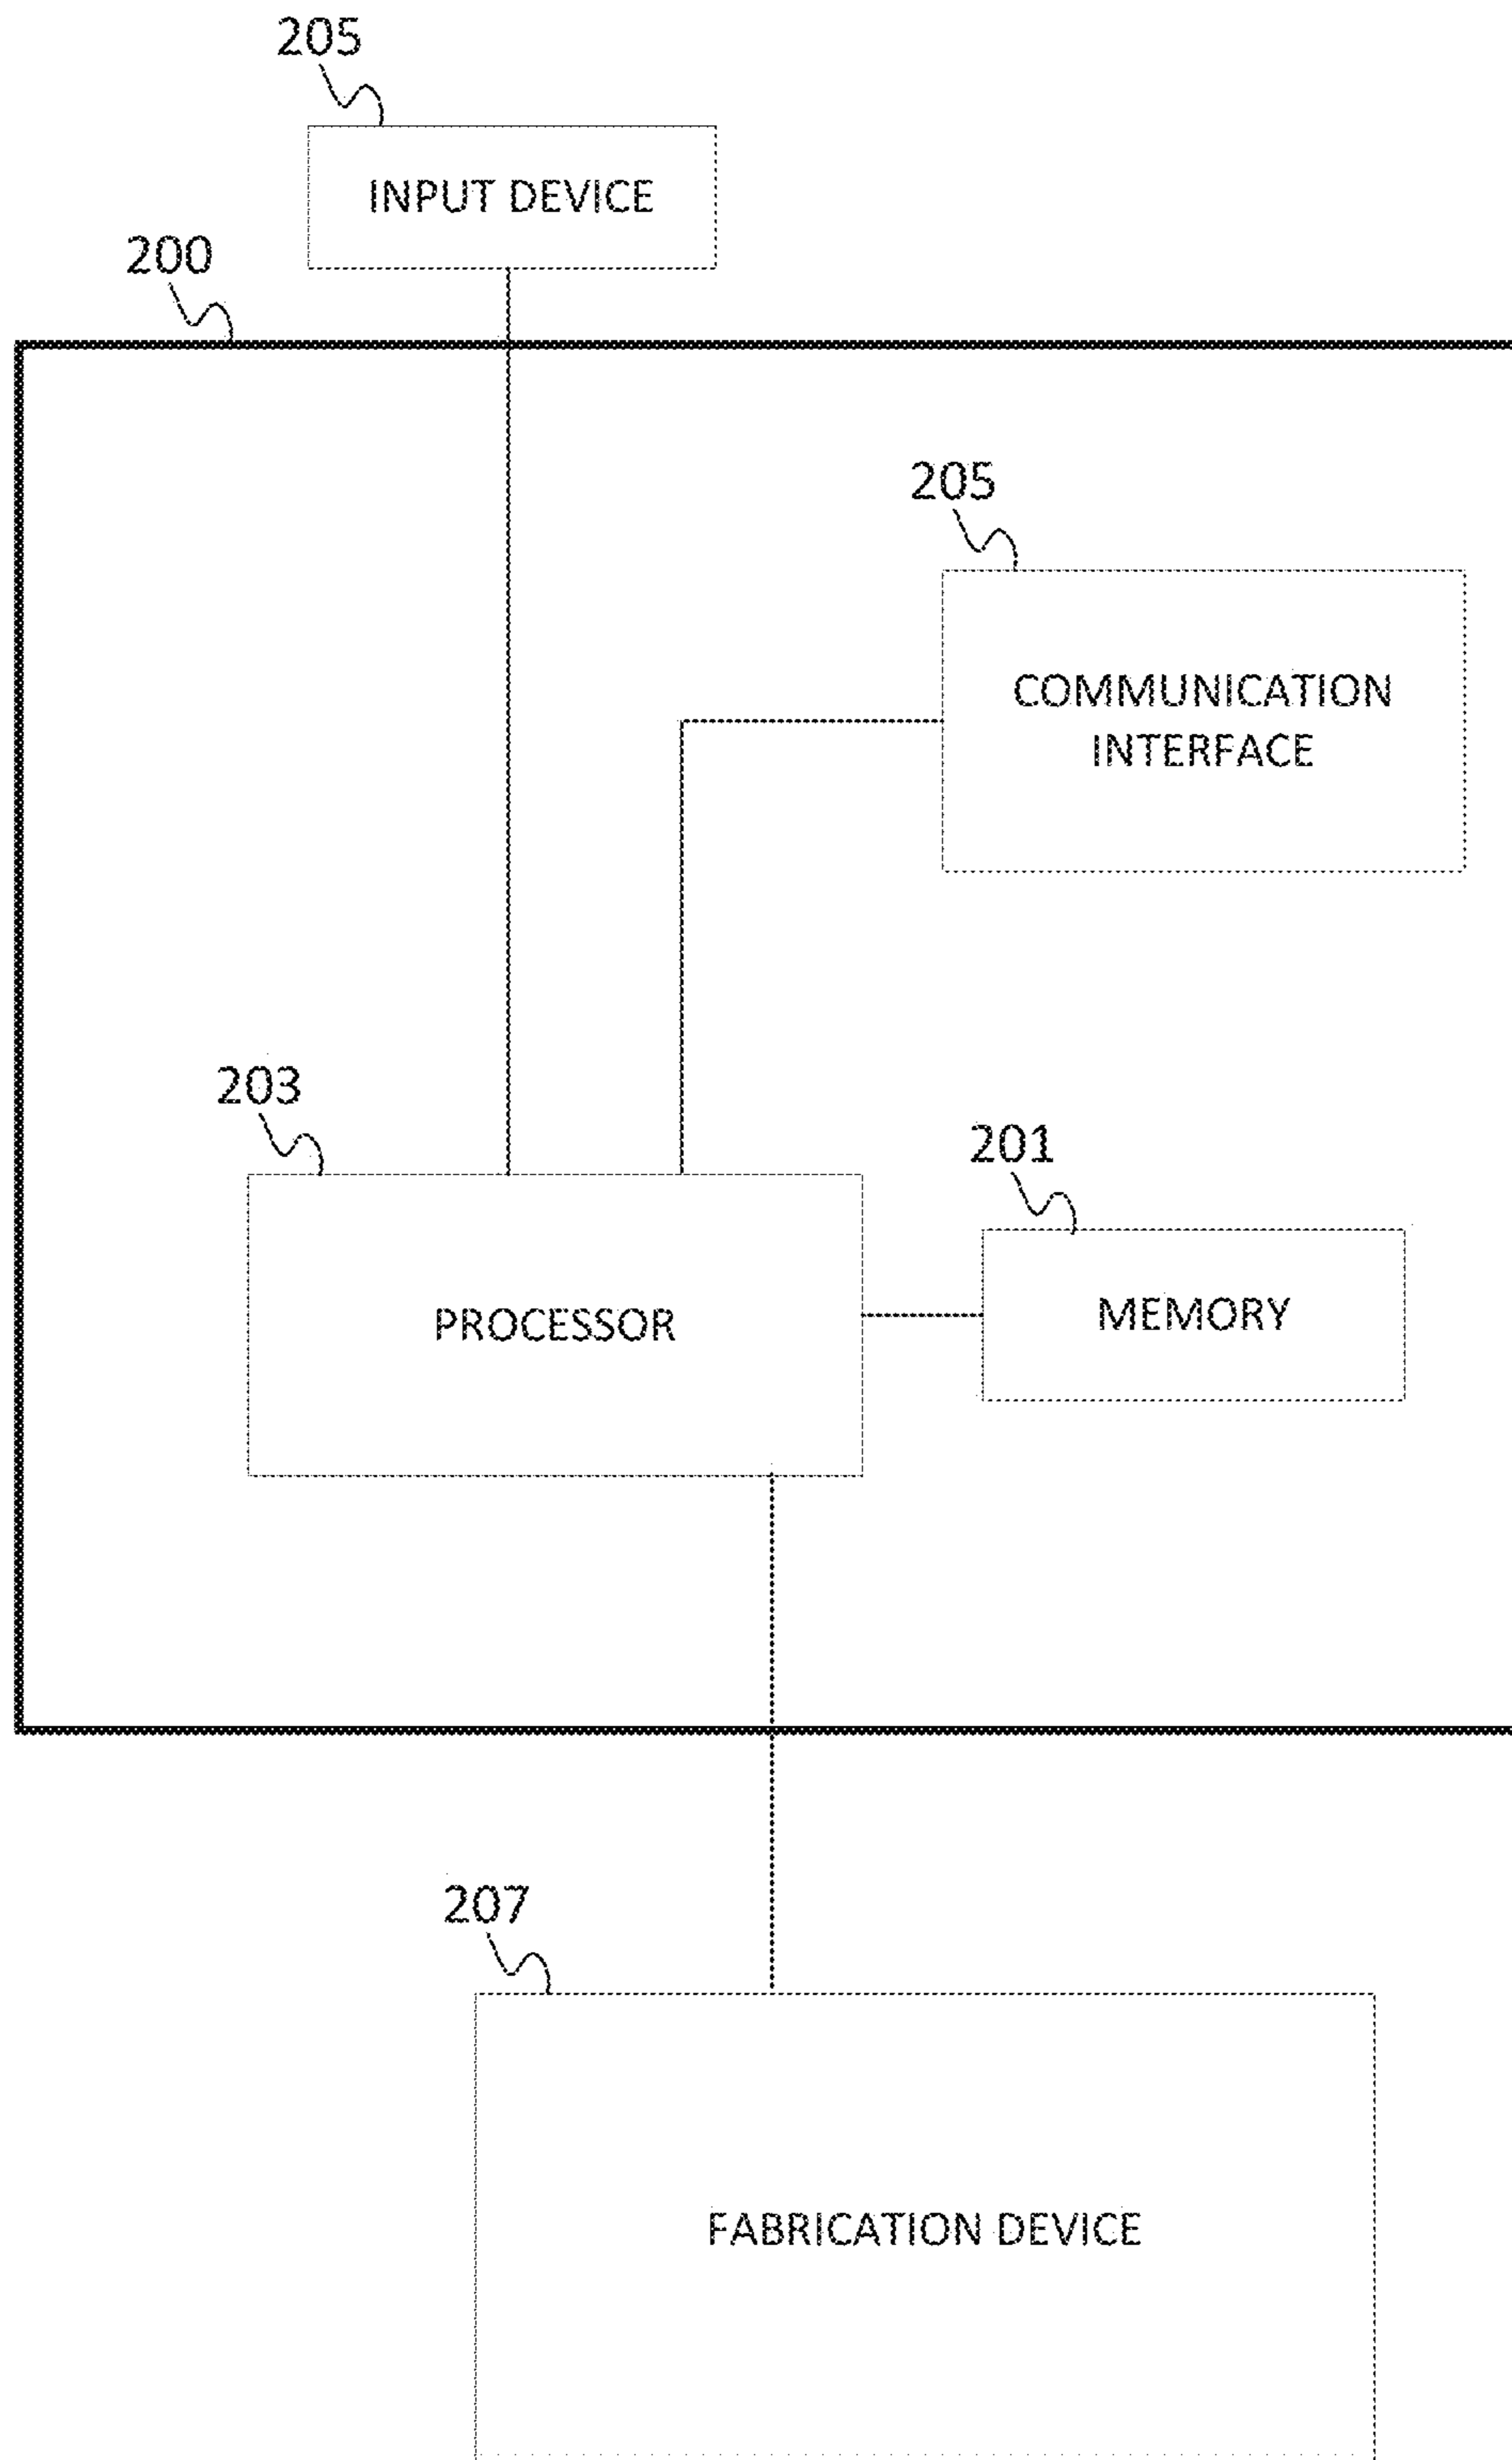 205
INPUT DEVICE
200
205
COMMUNICATION
INTERFACE
203
201
PROCESSOR
MEMORY
207
FABRICATION DEVICE